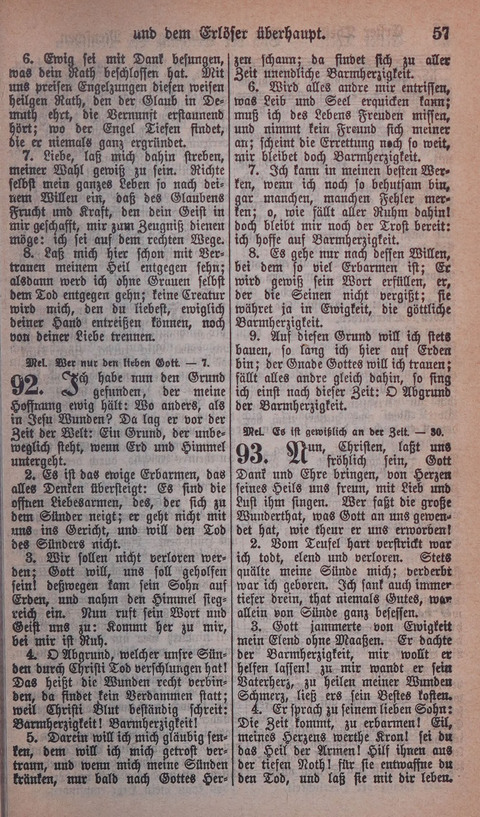 und dem Erlöser überhaupt. 57
6. Ewig sei mit Dank besungen,
was dein Rath beschlossen hat. Mit
uns preisen Engelzungen diesen weisen
heilgen Rath, den der Glaub in De-
muth ehrt, die Vernunft erstaunend
hört; wo der Engel Tiefen findet,
die er niemals ganz ergründet.
7. Liebe, laß mich dahin streben,
meiner Wahl gewiß zu sein. Richte
selbst mein ganzes Leben so nach dei-
nem Willen ein, daß des Glaubens
Frucht und Kraft, den dein Geist in
mir geschafft, mir zum Zeugniß dienen
möge: ich sei auf dem rechten Wege.
8. Laß mich hier schon mit Ver-
trauen meinem Heil entgegen sehn;
alsdann werd ich ohne Grauen selbst
dem Tod entgegen gehn; keine Creatur
wird mich, den du liebest, ewiglich
deiner Hand entreißen können, noch
von deiner Liebe trennen.
Mel. Wer nur den lieben Gott. — 7.
92. Ich habe nun den Grund
gefunden, der meine
Hoffnung ewig hält: Wo anders, als
in Jesu Wunden? Da lag er vor der
Zeit der Welt: Ein Grund, der unbe-
weglich steht, wenn Erd und Himmel
untergeht.
2. Es ist das ewige Erbarmen, das
alles Denken übersteigt: Es sind die
offnen Liebesarmen, des, der sich zu
dem Sünder neigt; er geht nicht mit
uns ins Gericht, und will den Tod
des Sünders nicht.
3. Wir sollen nicht verloren wer-
den; Gott will, uns soll geholfen
sein! deßwegen kam sein Sohn auf
Erden, und nahm den Himmel sieg-
reich ein. Nun ruft sein Wort und
Geist uns zu: Kommt her zu mir,
bei mir ist Ruh.
4. O Abgrund, welcher unsre Sün-
den durch Christi Tod verschlungen hat!
Das heißt die Wunden recht verbin-
den, da findet kein Verdammen statt;
weil Christi Blut beständig schreit:
Barmherzigkeit! Barmherzigkeit!
5. Darein will ich mich gläubig sen-
ken, dem will ich mich getrost ver-
traun, und wenn mich meine Sünden
kränken, nur bald nach Gottes Her-
zen schaun; da findet sich zu aller
Zeit unendliche Barmherzigkeit.
6. Wird alles andre mir entrissen,
was Leib und Seel erquicken kann;
muß ich des Lebens Freuden missen,
und nimmt kein Freund sich meiner
an; scheint die Errettung noch so weit,
mir bleibet doch Barmherzigkeit.
7. Ich kann in meinen besten Wer-
ken, wenn ich noch so behutsam bin,
gar manchen, manchen Fehler mer-
ken; o, wie fällt aller Ruhm dahin!
doch bleibt mir noch der Trost bereit:
ich hoffe auf Barmherzigkeit.
8. Es gehe nur nach dessen Willen,
bei dem so viel Erbarmen ist; Er
wird gewiß sein Wort erfüllen, er,
der die Seinen nicht vergißt; sie
währet ja in Ewigkeit, die göttliche
Barmherzigkeit.
9. Auf diesen Grund will ich stets
bauen, so lang ich hier auf Erden
bin; der Gnade Gottes will ich trauen;
fällt alles andre gleich dahin, so sing
ich einst nach dieser Zeit: O Abgrund
der Barmherzigkeit.
Mel. Es ist gewißlich an der Zeit. — 30.
93. Nun, Christen, laßt uns
fröhlich sein, Gott
Dank und Ehre bringen, von Herzen
seines Heils uns freun, mit Lieb und
Lust ihm singen. Wer faßt die große
Wunderthat, was Gott an uns gewen-
det hat, wie theur er uns erworben!
2. Vom Teufel hart verstrickt war
ich todt, elend und verloren. Stets
quälte meine Sünde mich; verderbt
war ich geboren. Ich sank auch immer
tiefer drein, that niemals Gutes, war
allein von Sünde ganz besessen.
3. Gott jammerte von Ewigkeit
mein Elend ohne Maaßen. Er dachte
der Barmherzigkeit, mir wollt er
helfen lassen! zu mir wandt er sein
Vaterherz, zu heilen meiner Wunden
Schmerz, ließ ers sein Bestes kosten.
4. Er sprach zu seinem lieben Sohn:
Die Zeit kommt, zu erbarmen! Eil,
meines Herzens werthe Kron! sei du
das Heil der Armen! Hilf ihnen aus
der tiefen Noth! für sie entwaffne du
den Tod, und laß sie mit dir leben.